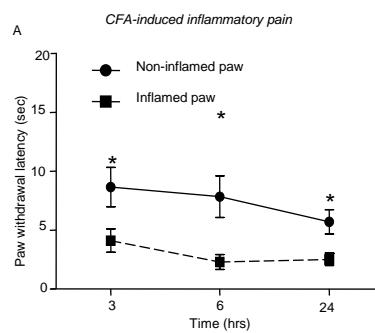 CFA-induced inflammatory pain
A
20
Non-inflamed paw
Inflamed paw
*
15
10
*
*
5
0
Paw withdrawal latency (sec)
3 6 24
Time (hrs)